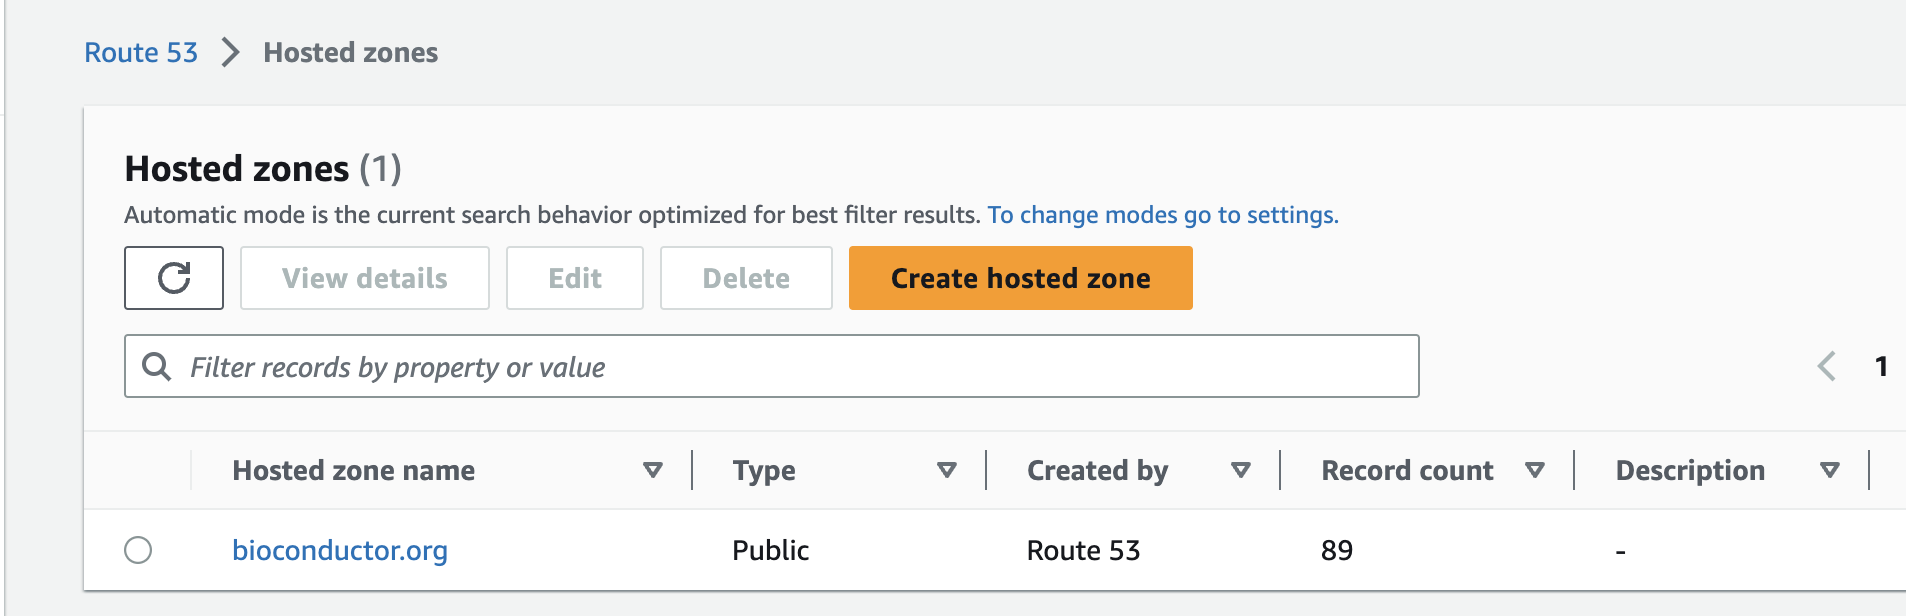 Route 53 Hosted zones
Hosted zones (1)
Automatic mode is the current search behavior optimized for best filter results. To change modes go to settings.
View details Edit Delete Create hosted zone
Filter records by property or value 1
Hosted zone name Type Created by Record count Description
bioconductor.org Public Route 53 89 -